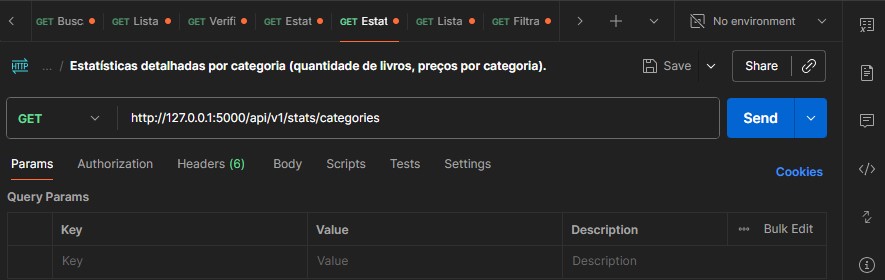 GET Busc GET Lista GET Verifi GET Estat GET Estat GET Lista GET Filtra No environment
HTTP ... / Estatísticas detalhadas por categoria (quantidade de livros, preços por categoria). Save Share
GET http://127.0.0.1:5000/api/v1/stats/categories Send
Params Authorization Headers (6) Body Scripts Tests Settings Cookies
Query Params
Key Value Description Bulk Edit
Key Value Description